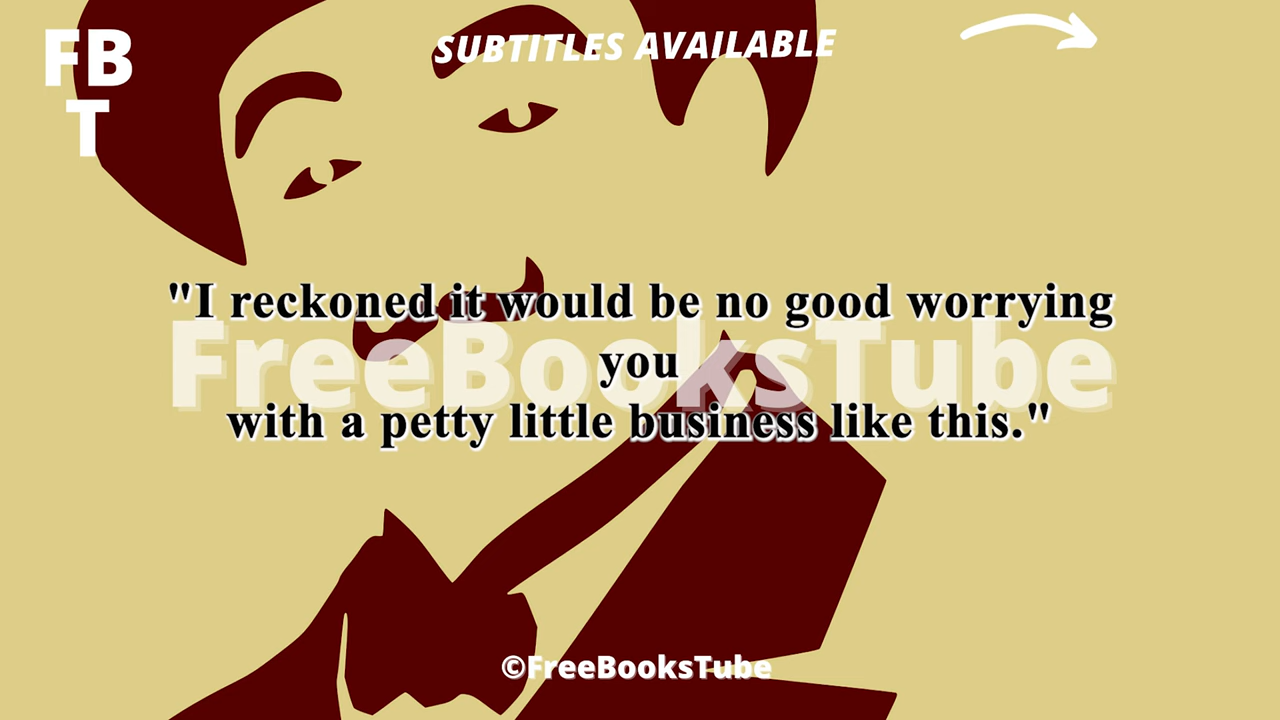 FB
T
SUBTITLES AVAILABLE
"I reckoned it would be no good worrying
you
with a petty little business like this."
FreeBooksTube
©FreeBooksTube